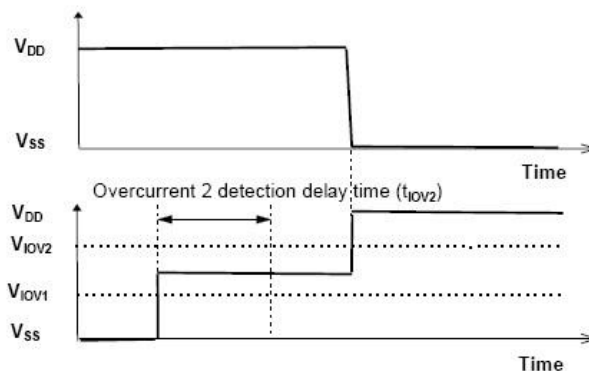 VDD
VSS
Time
Overcurrent 2 detection delay time (tIOV2)
VDD
VIOV2
VIOV1
VSS
Time